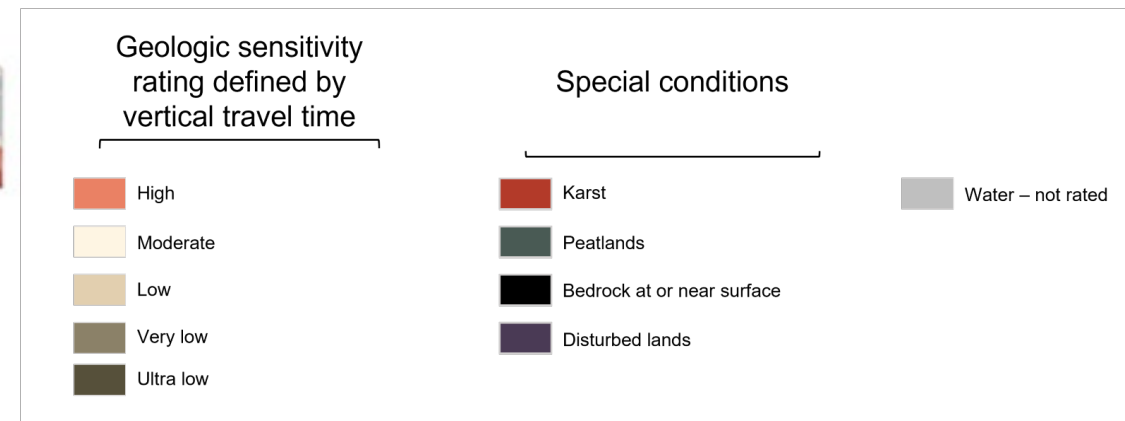 Geologic sensitivity
rating defined by
vertical travel time
High
Moderate
Low
Very low
Ultra low
Special conditions
Karst
Peatlands
Bedrock at or near surface
Disturbed lands
Water – not rated